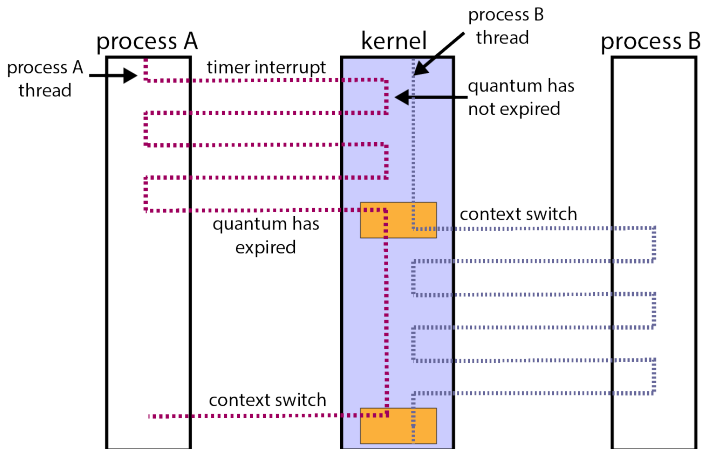 process B
thread
process A
kernel
process B
process A
thread
timer interrupt
quantum has
not expired
quantum has
expired
context switch
context switch